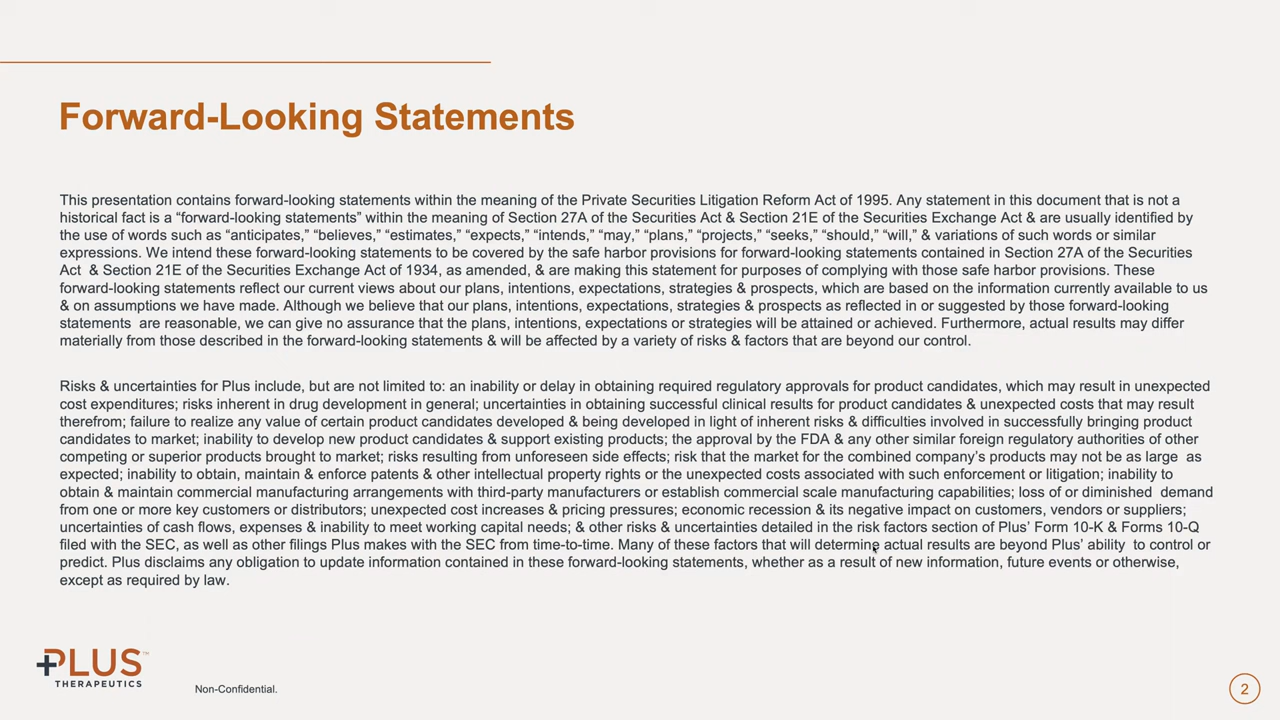 Forward-Looking Statements
This presentation contains forward-looking statements within the meaning of the Private Securities Litigation Reform Act of 1995. Any statement in this document that is not a
historical fact is a “forward-looking statements” within the meaning of Section 27A of the Securities Act & Section 21E of the Securities Exchange Act & are usually identified by
the use of words such as “anticipates,” “believes,” “estimates,” “expects,” “intends,” “may,” “plans,” “projects,” “seeks,” “should,” “will,” & variations of such words or similar
expressions. We intend these forward-looking statements to be covered by the safe harbor provisions for forward-looking statements contained in Section 27A of the Securities
Act & Section 21E of the Securities Exchange Act of 1934, as amended, & are making this statement for purposes of complying with those safe harbor provisions. These
forward-looking statements reflect our current views about our plans, intentions, expectations, strategies & prospects, which are based on the information currently available to us
& on assumptions we have made. Although we believe that our plans, intentions, expectations, strategies & prospects as reflected in or suggested by those forward-looking
statements are reasonable, we can give no assurance that the plans, intentions, expectations or strategies will be attained or achieved. Furthermore, actual results may differ
materially from those described in the forward-looking statements & will be affected by a variety of risks & factors that are beyond our control.
Risks & uncertainties for Plus include, but are not limited to: an inability or delay in obtaining required regulatory approvals for product candidates, which may result in unexpected
cost expenditures; risks inherent in drug development in general; uncertainties in obtaining successful clinical results for product candidates & unexpected costs that may result
therefrom; failure to realize any value of certain product candidates developed & being developed in light of inherent risks & difficulties involved in successfully bringing product
candidates to market; inability to develop new product candidates & support existing products; the approval by the FDA & any other similar foreign regulatory authorities of other
competing or superior products brought to market; risks resulting from unforeseen side effects; risk that the market for the combined company’s products may not be as large as
expected; inability to obtain, maintain & enforce patents & other intellectual property rights or the unexpected costs associated with such enforcement or litigation; inability to
obtain & maintain commercial manufacturing arrangements with third-party manufacturers or establish commercial scale manufacturing capabilities; loss of or diminished demand
from one or more key customers or distributors; unexpected cost increases & pricing pressures; economic recession & its negative impact on customers, vendors or suppliers;
uncertainties of cash flows, expenses & inability to meet working capital needs; & other risks & uncertainties detailed in the risk factors section of Plus’ Form 10-K & Forms 10-Q
filed with the SEC, as well as other filings Plus makes with the SEC from time-to-time. Many of these factors that will determine actual results are beyond Plus’ ability to control or
predict. Plus disclaims any obligation to update information contained in these forward-looking statements, whether as a result of new information, future events or otherwise,
except as required by law.
PLUS™
THERAPEUTICS
Non-Confidential.
2